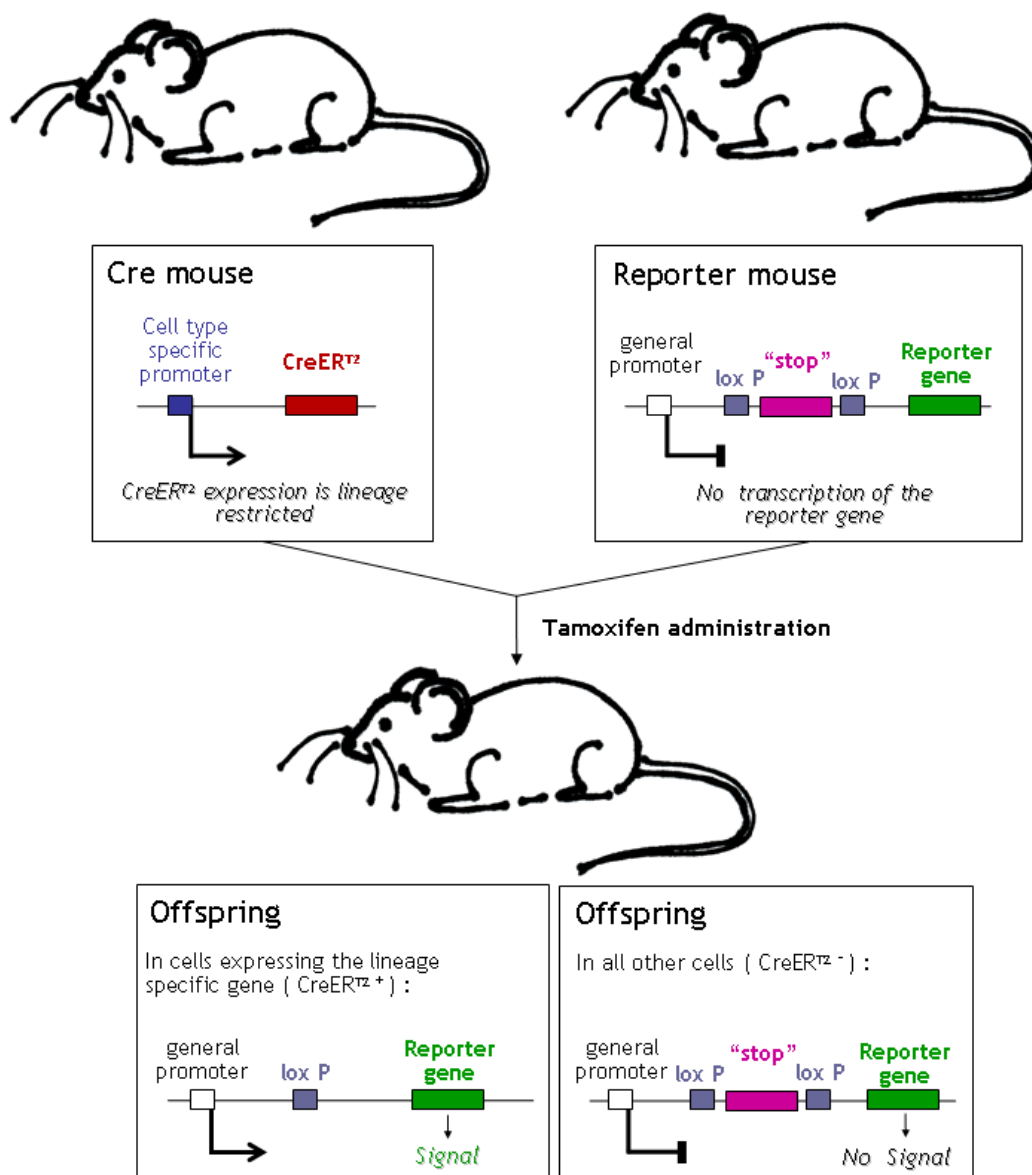 Cre mouse
Cell type
specific
promoter
CreERᵀ²
CreERᵀ² expression is lineage
restricted
Reporter mouse
general
promoter
lox P
“stop”
lox P
Reporter
gene
No transcription of the
reporter gene
Tamoxifen administration
Offspring
In cells expressing the lineage
specific gene ( CreERᵀ² ⁺) :
general
promoter
lox P
Reporter
gene
Signal
Offspring
In all other cells ( CreERᵀ² ⁻) :
general
promoter
lox P
“stop”
lox P
Reporter
gene
No Signal